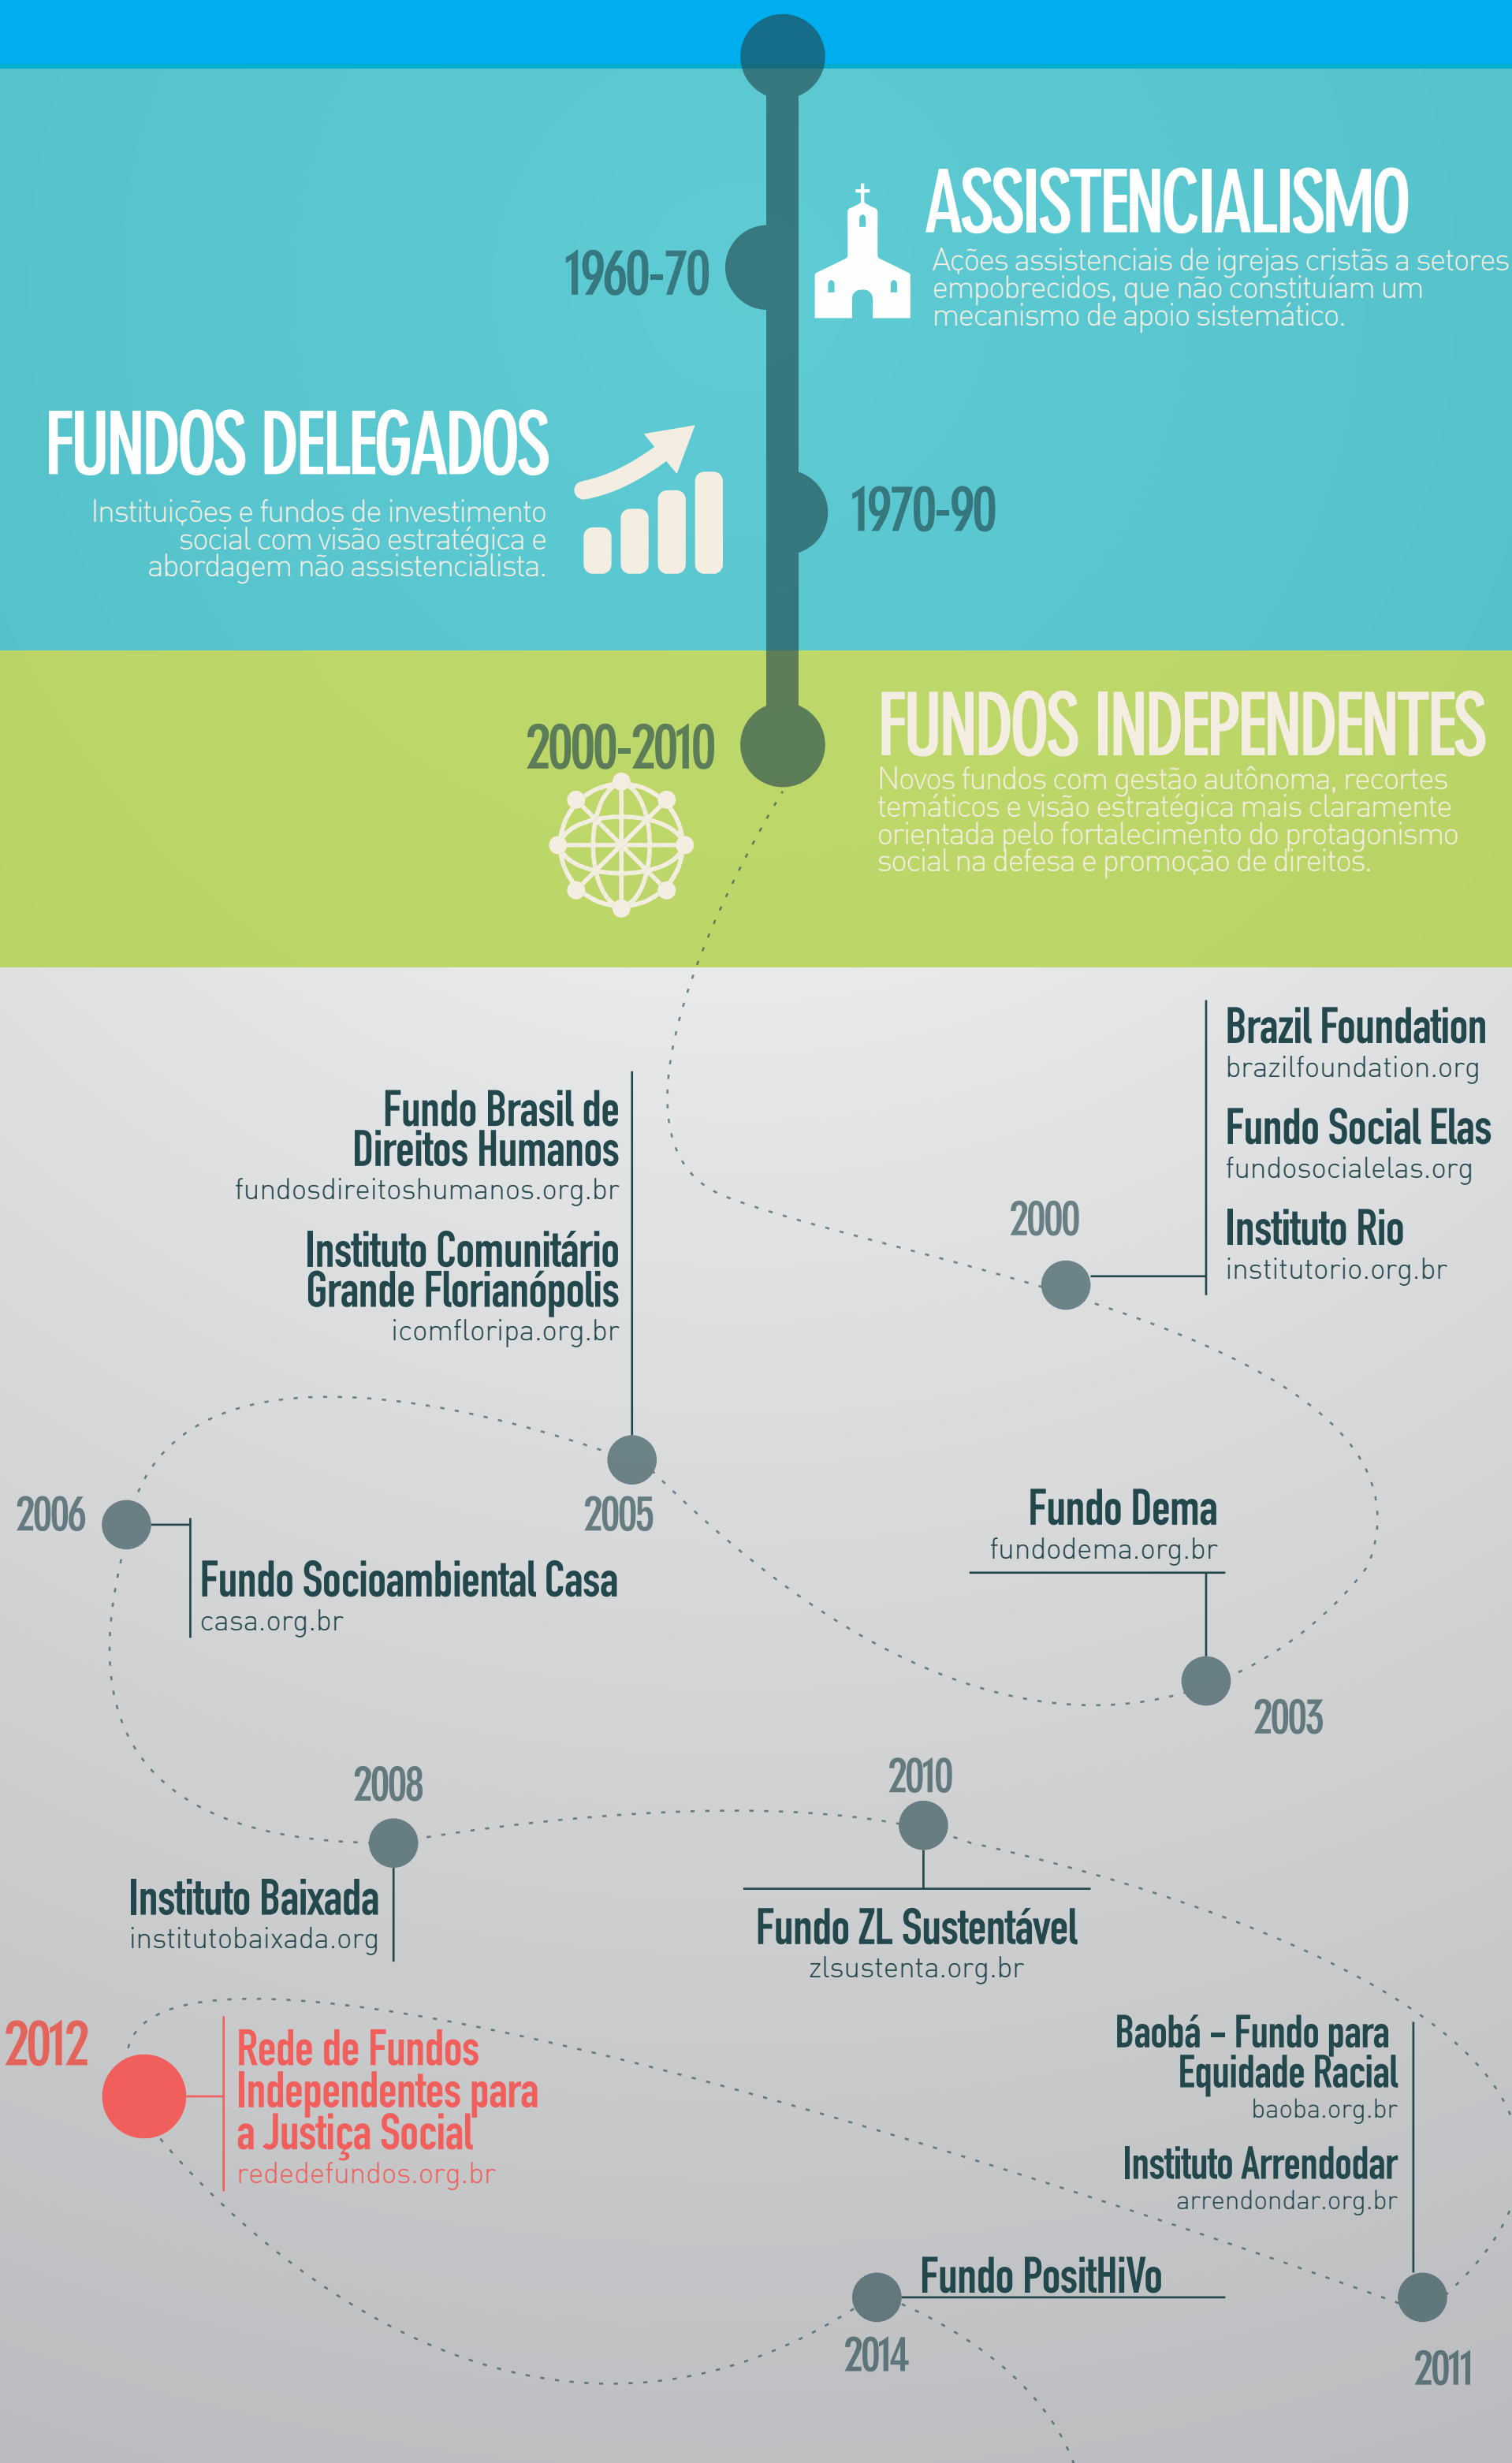 1960-70
ASSISTENCIALISMO
Ações assistenciais de igrejas cristãs a setores
empobrecidos, que não constituíam um
mecanismo de apoio sistemático.
FUNDOS DELEGADOS
Instituições e fundos de investimento
social com visão estratégica e
abordagem não assistencialista.
1970-90
2000-2010
FUNDOS INDEPENDENTES
Novos fundos com gestão autônoma, recortes
temáticos e visão estratégica mais claramente
orientada pelo fortalecimento do protagonismo
social na defesa e promoção de direitos.
2000
Brazil Foundation
brazilfoundation.org
Fundo Social Elas
fundosocialelas.org
Instituto Rio
institutorio.org.br
Fundo Dema
fundodema.org.br
2003
Fundo Brasil de
Direitos Humanos
fundosdireitoshumanos.org.br
Instituto Comunitário
Grande Florianópolis
icomfloripa.org.br
2005
2006
Fundo Socioambiental Casa
casa.org.br
2008
Instituto Baixada
institutobaixada.org
2010
Fundo ZL Sustentável
zlsustenta.org.br
Baobá – Fundo para
Equidade Racial
baoba.org.br
Instituto Arrendodar
arrendondar.org.br
2011
2012
Rede de Fundos
Independentes para
a Justiça Social
rededefundos.org.br
Fundo PositHiVo
2014